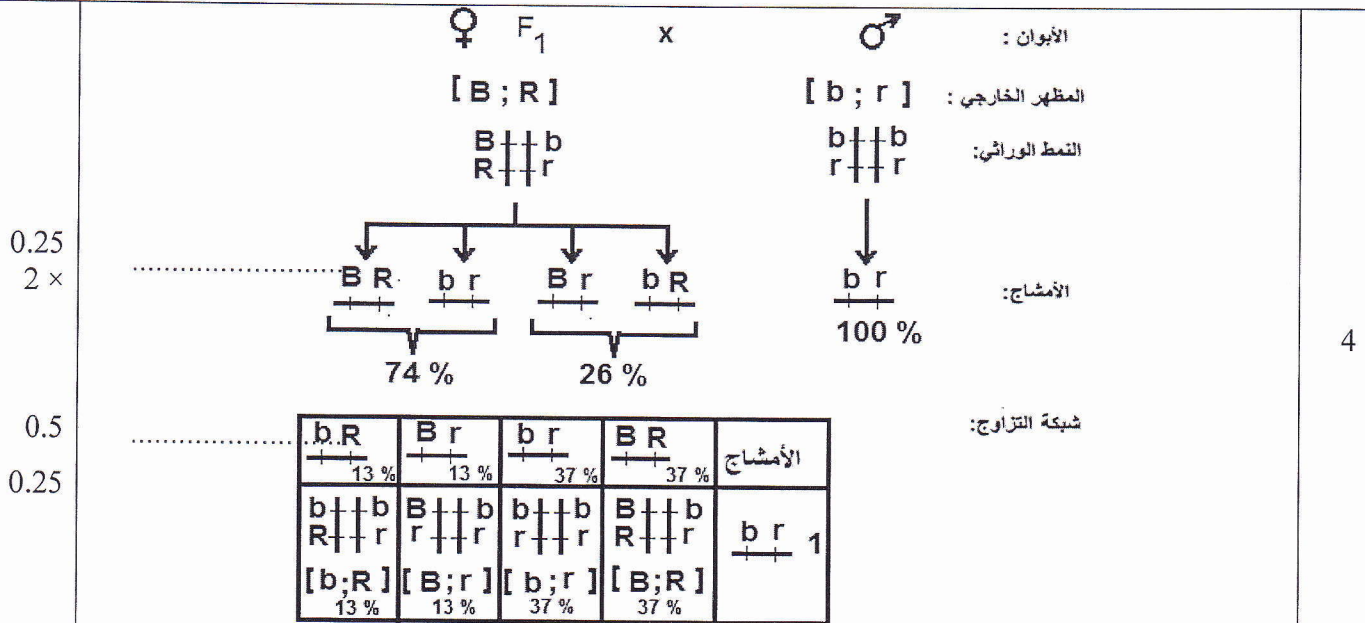 الأبوان : ♂ x F1 ♀
المظهر الخارجي : [ b ; r ] [ B ; R ]
النمط الوراثي: b b B b
r r R r
0.25
2 × ........................
الأمشاج: b r b R B r b r B R
100 %
26 % 74 %
4
شبكة التزاوج:
0.5 ........................
0.25
الأمشاج B R b r B r b R
37 % 37 % 13 % 13 %
b r 1
B b b b B b b b
R r r r r r R r
[ B;R ] [ b;r ] [ B;r ] [b;R ]
37 % 37 % 13 % 13 %